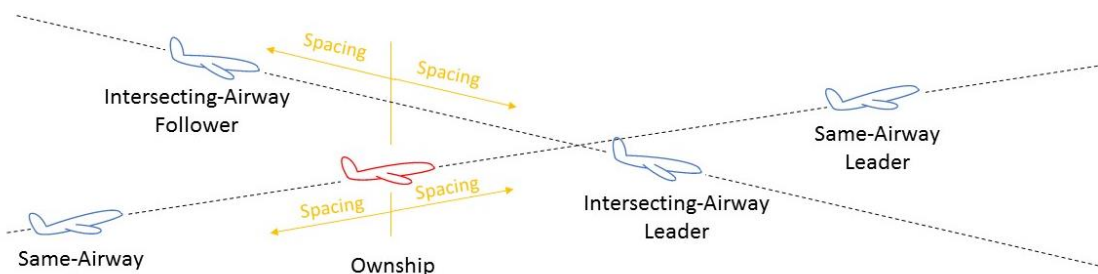 Spacing
Spacing
Intersecting-Airway
Follower
Same-Airway
Leader
Spacing
Spacing
Intersecting-Airway
Leader
Same-Airway
Ownship